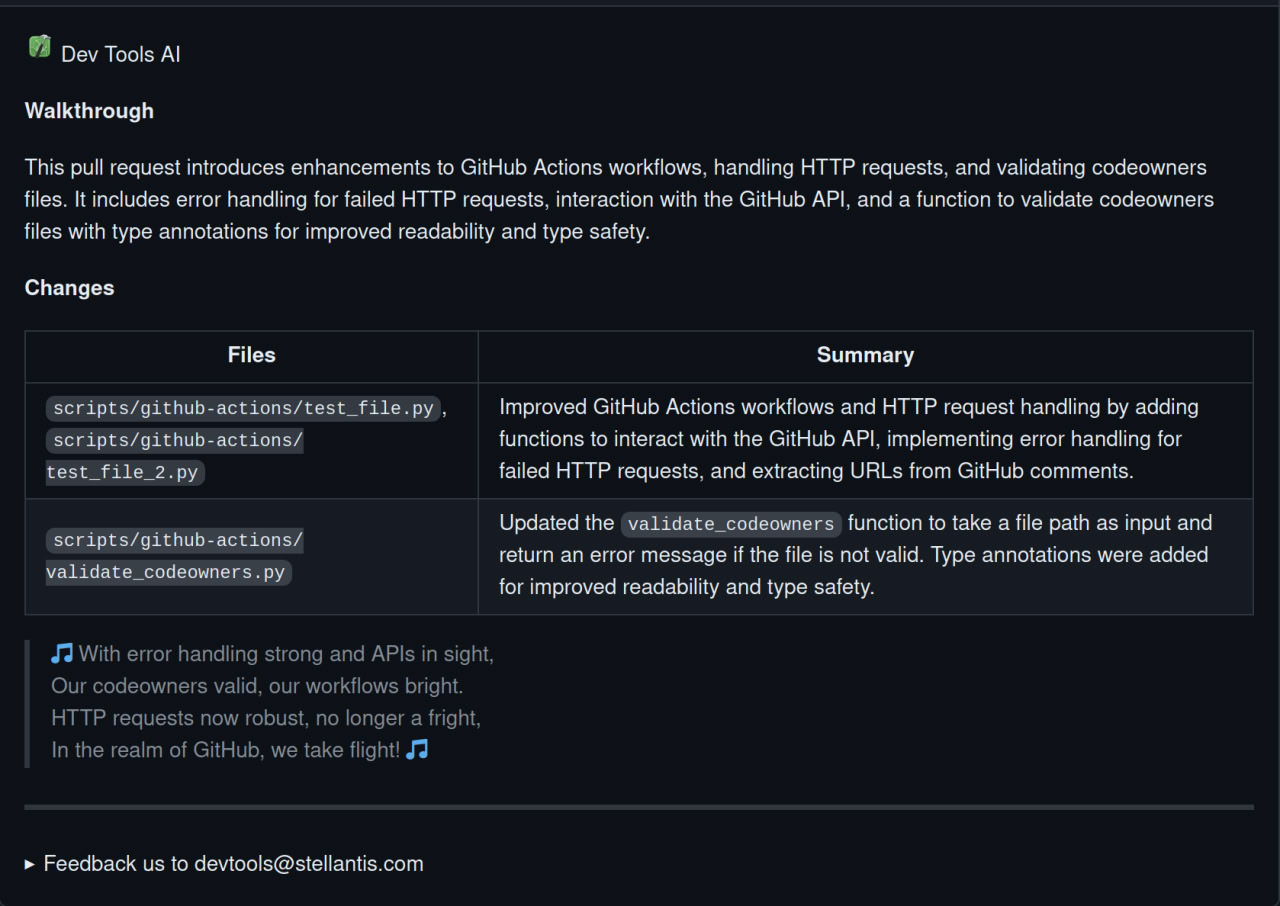 Dev Tools AI
Walkthrough
This pull request introduces enhancements to GitHub Actions workflows, handling HTTP requests, and validating codeowners
files. It includes error handling for failed HTTP requests, interaction with the GitHub API, and a function to validate codeowners
files with type annotations for improved readability and type safety.
Changes
Files
Summary
scripts/github-actions/test_file.py,
scripts/github-actions/
test_file_2.py
Improved GitHub Actions workflows and HTTP request handling by adding
functions to interact with the GitHub API, implementing error handling for
failed HTTP requests, and extracting URLs from GitHub comments.
scripts/github-actions/
validate_codeowners.py
Updated the validate_codeowners function to take a file path as input and
return an error message if the file is not valid. Type annotations were added
for improved readability and type safety.
🎵 With error handling strong and APIs in sight,
Our codeowners valid, our workflows bright.
HTTP requests now robust, no longer a fright,
In the realm of GitHub, we take flight! 🎵
Feedback us to devtools@stellantis.com